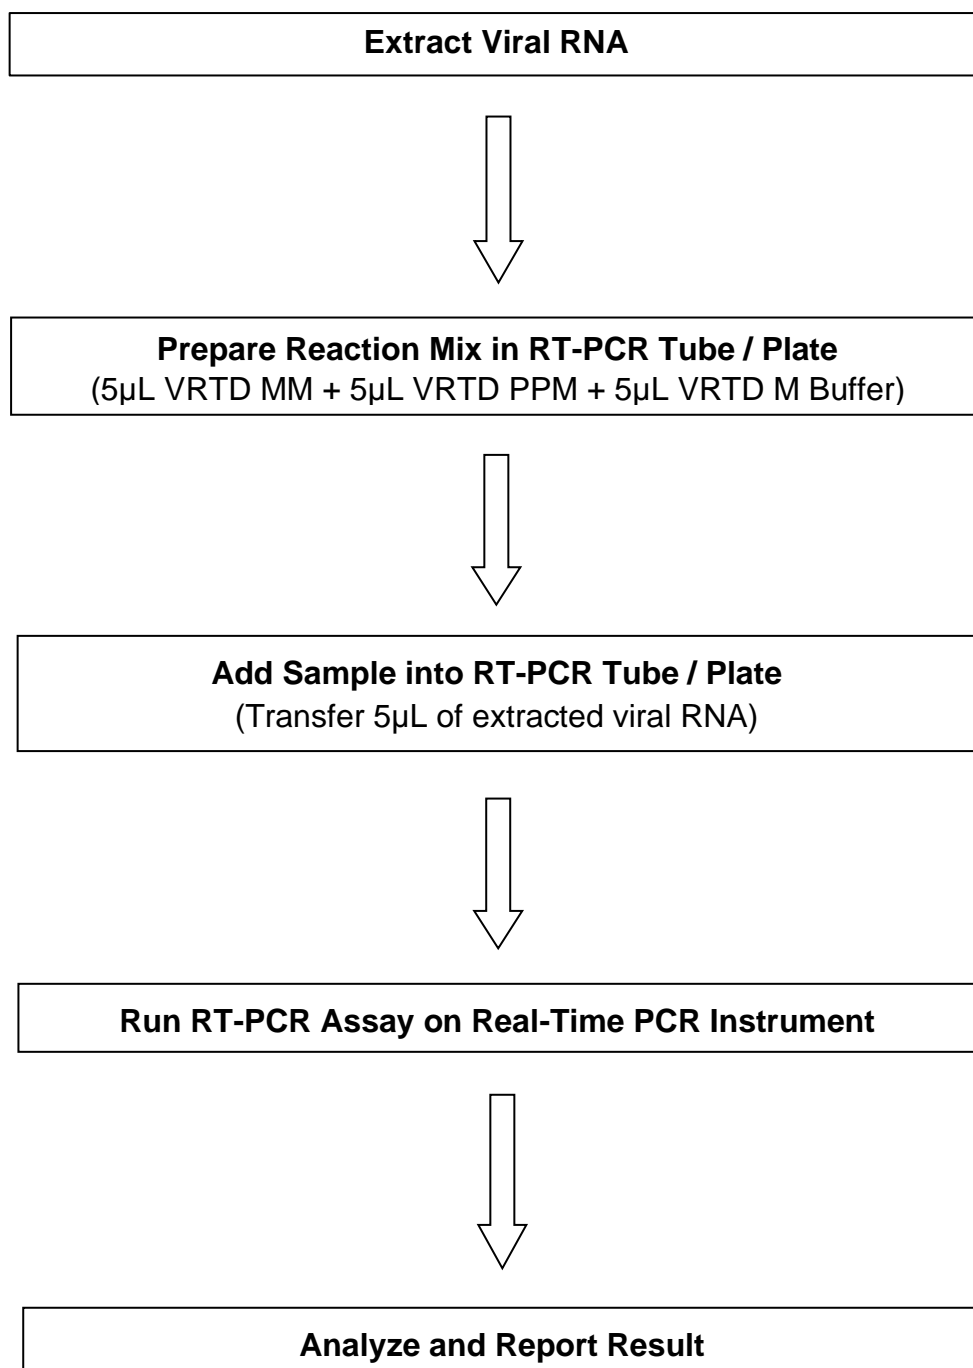 Extract Viral RNA
Prepare Reaction Mix in RT-PCR Tube / Plate
(5µL VRTD MM + 5µL VRTD PPM + 5µL VRTD M Buffer)
Add Sample into RT-PCR Tube / Plate
(Transfer 5µL of extracted viral RNA)
Run RT-PCR Assay on Real-Time PCR Instrument
Analyze and Report Result